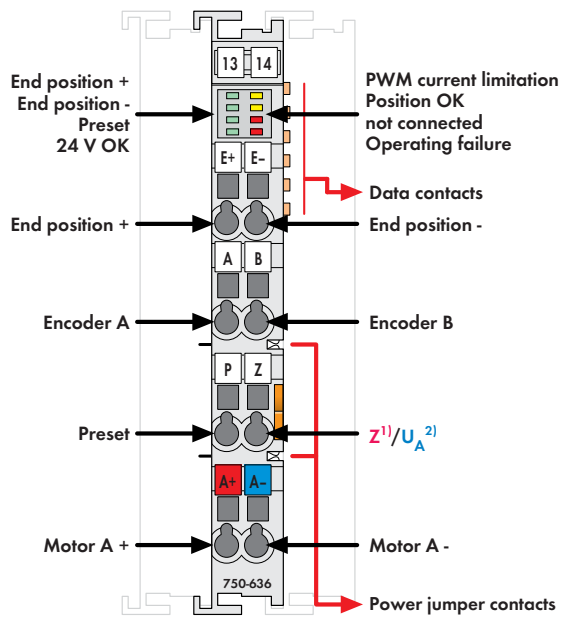 13 14
End position +
End position -
Preset
24 V OK
PWM current limitation
Position OK
not connected
Operating failure
E+ E–
Data contacts
End position +
End position -
A B
Encoder A
Encoder B
P Z
Preset
Z1)/UA2)
A+ A–
Motor A +
Motor A -
750-636
Power jumper contacts